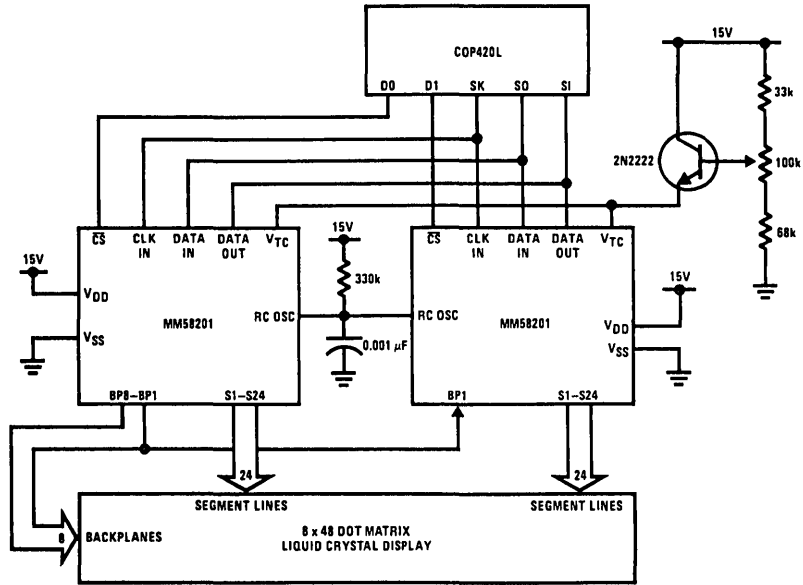 COP420L
D0 D1 SK SO SI
15V
33k
2N2222
100k
68k
CS CLK IN DATA IN DATA OUT VTC
15V
VDD
VSS
MM58201
RC OSC
BP8–BP1 S1–S24
15V
330k
0.001 μF
CS CLK IN DATA IN DATA OUT VTC
RC OSC
MM58201
15V
VDD
VSS
BP1 S1–S24
24
24
SEGMENT LINES
SEGMENT LINES
8 BACKPLANES
8 x 48 DOT MATRIX
LIQUID CRYSTAL DISPLAY